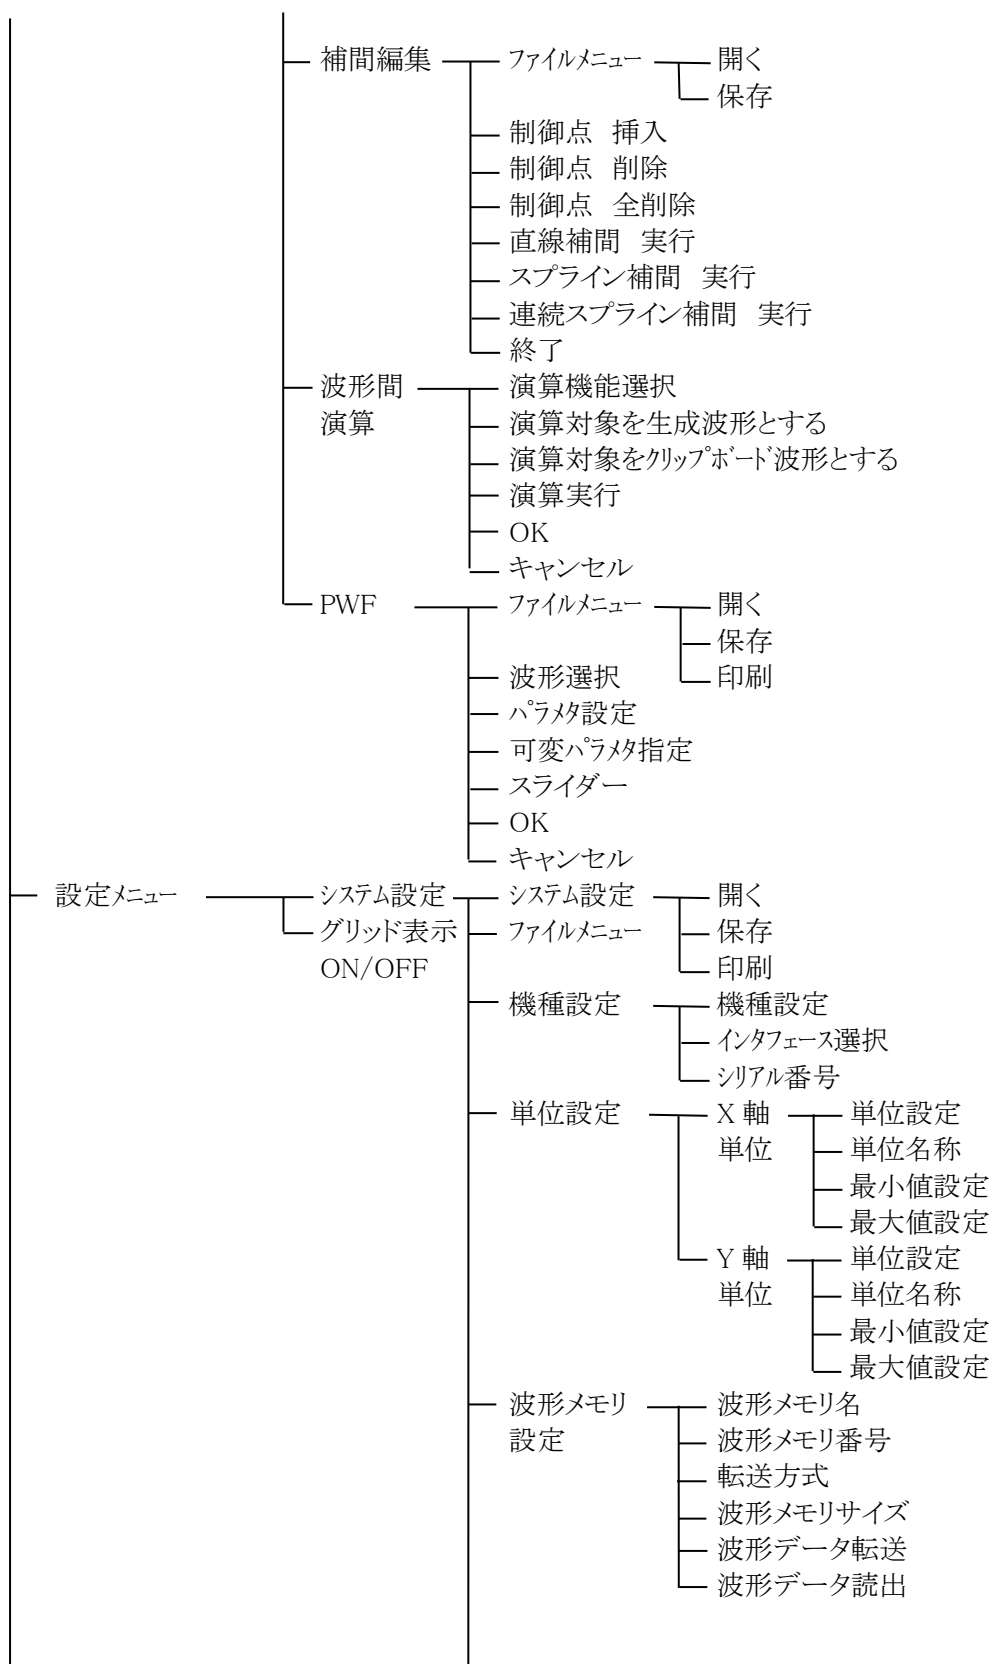 補間編集 ファイルメニュー 開く
保存
制御点 挿入
制御点 削除
制御点 全削除
直線補間 実行
スプライン補間 実行
連続スプライン補間 実行
終了
波形間 演算機能選択
演算 演算対象を生成波形とする
演算対象をクリップボード波形とする
演算実行
OK
キャンセル
PWF ファイルメニュー 開く
保存
波形選択 印刷
パラメタ設定
可変パラメタ指定
スライダー
OK
キャンセル
設定メニュー システム設定 システム設定 開く
グリッド表示 ファイルメニュー 保存
ON/OFF 印刷
機種設定 機種設定
インタフェース選択
シリアル番号
単位設定 X 軸 単位設定
単位 単位名称
最小値設定
最大値設定
Y 軸 単位設定
単位 単位名称
最小値設定
最大値設定
波形メモリ 波形メモリ名
設定 波形メモリ番号
転送方式
波形メモリサイズ
波形データ転送
波形データ読出